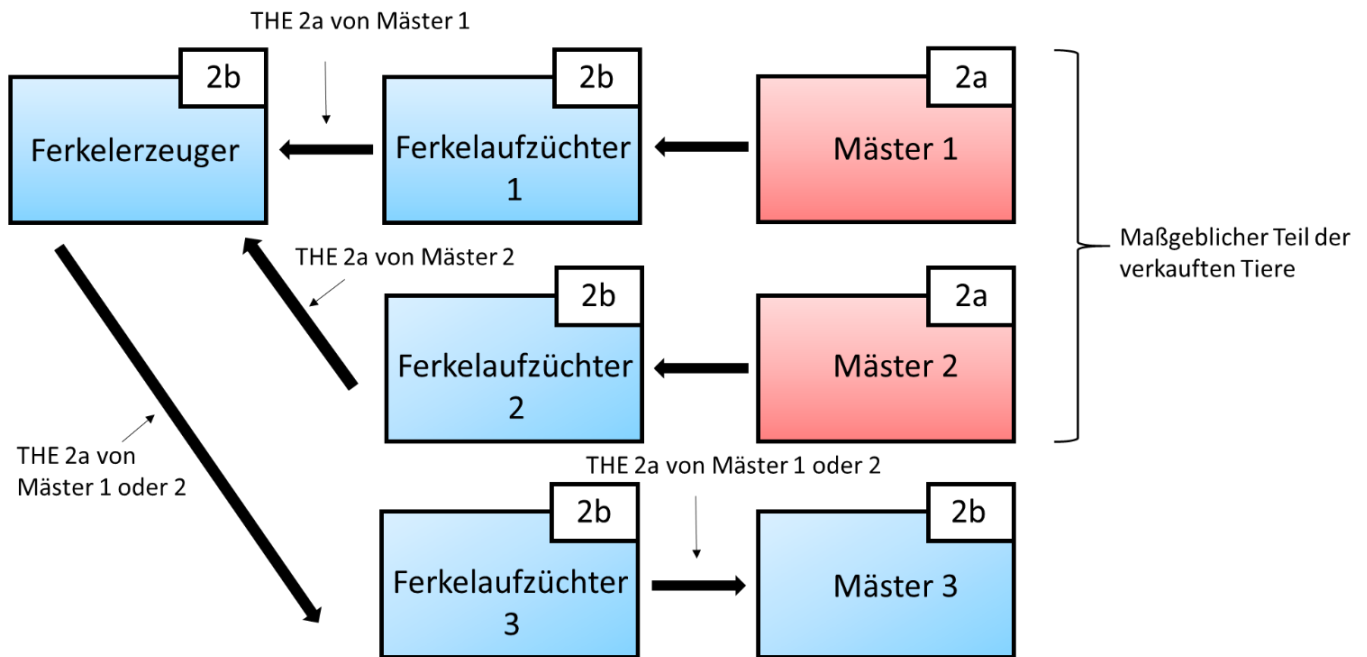 THE 2a von Mäster 1
2b
Ferkelerzeuger
2b
Ferkelaufzüchter
1
2a
Mäster 1
Maßgeblicher Teil der
verkauften Tiere
THE 2a von Mäster 2
2b
Ferkelaufzüchter
2
2a
Mäster 2
THE 2a von
Mäster 1 oder 2
THE 2a von Mäster 1 oder 2
2b
Ferkelaufzüchter
3
2b
Mäster 3